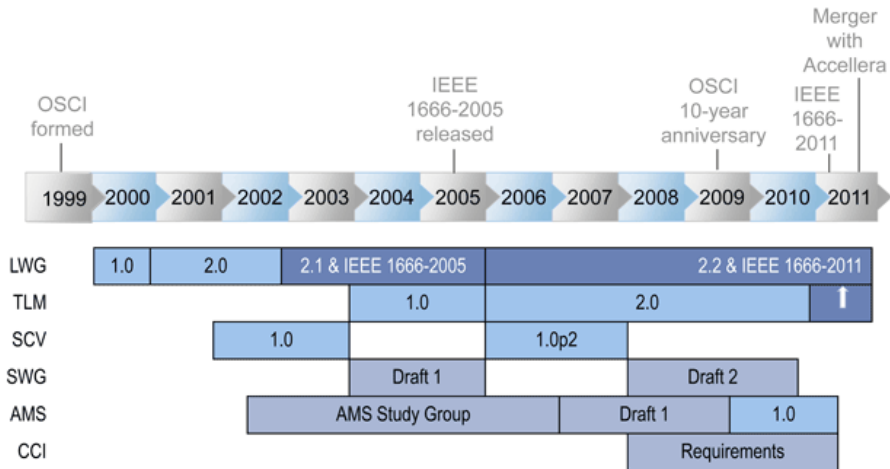 Merger
with
Accellera
OSCI
formed
IEEE
1666-2005
released
OSCI
10-year
anniversary
IEEE
1666-
2011
1999 2000 2001 2002 2003 2004 2005 2006 2007 2008 2009 2010 2011
LWG 1.0 2.0 2.1 & IEEE 1666-2005 2.2 & IEEE 1666-2011
TLM 1.0 2.0
SCV 1.0 1.0p2
SWG Draft 1 Draft 2
AMS AMS Study Group Draft 1 1.0
CCI Requirements